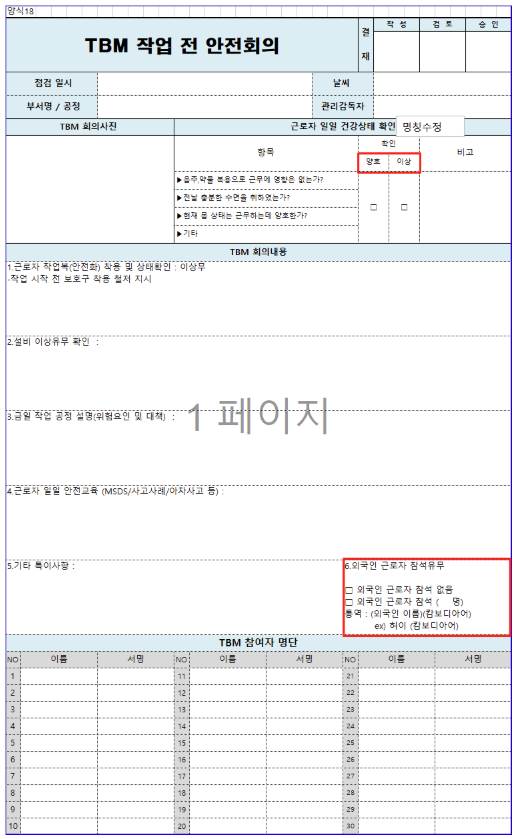 양식18
TBM 작업 전 안전회의
결재
작 성 검 토 승 인
점검 일시 날씨
부서명 / 공정 관리감독자
TBM 회의사진 근로자 일일 건강상태 확인 명칭수정
항목 확인 비고
양호 이상
▶음주,약물 복용으로 근무에 영향은 없는가?
▶전날 충분한 수면을 취하였는가?
▶현재 몸 상태는 근무하는데 양호한가?
□ □
▶기타
TBM 회의내용
1.근로자 작업복(안전화) 착용 및 상태확인 : 이상무
-작업 시작 전 보호구 착용 철저 지시
2.설비 이상유무 확인 :
3.금일 작업 공정 설명(위험요인 및 대책) :
1 페이지
4.근로자 일일 안전교육 (MSDS/사고사례/아차사고 등) :
5.기타 특이사항 :
6.외국인 근로자 참석유무
□ 외국인 근로자 참석 없음
□ 외국인 근로자 참석 ( 명)
통역 : (외국인 이름)(캄보디아어)
ex) 허이 (캄보디아어)
TBM 참여자 명단
NO 이름 서명 NO 이름 서명 NO 이름 서명
1 11 21
2 12 22
3 13 23
4 14 24
5 15 25
6 16 26
7 17 27
8 18 28
9 19 29
10 20 30